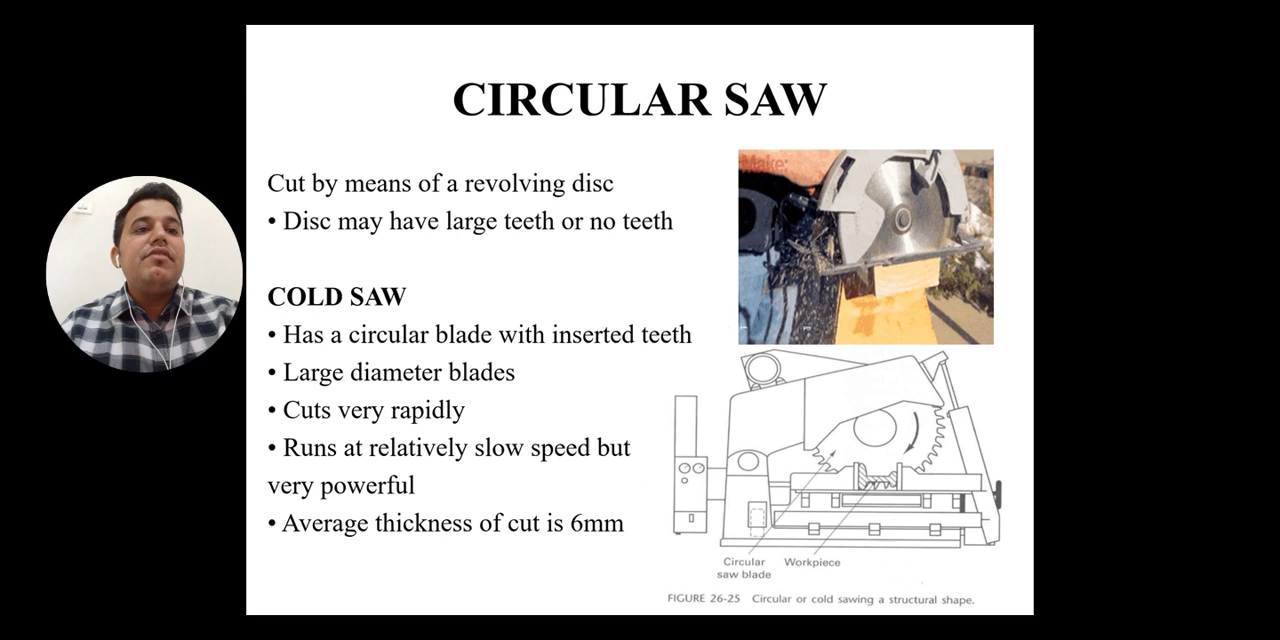 CIRCULAR SAW
Cut by means of a revolving disc
• Disc may have large teeth or no teeth
COLD SAW
• Has a circular blade with inserted teeth
• Large diameter blades
• Cuts very rapidly
• Runs at relatively slow speed but
very powerful
• Average thickness of cut is 6mm
Circular
saw blade
Workpiece
FIGURE 26-25 Circular or cold sawing a structural shape.